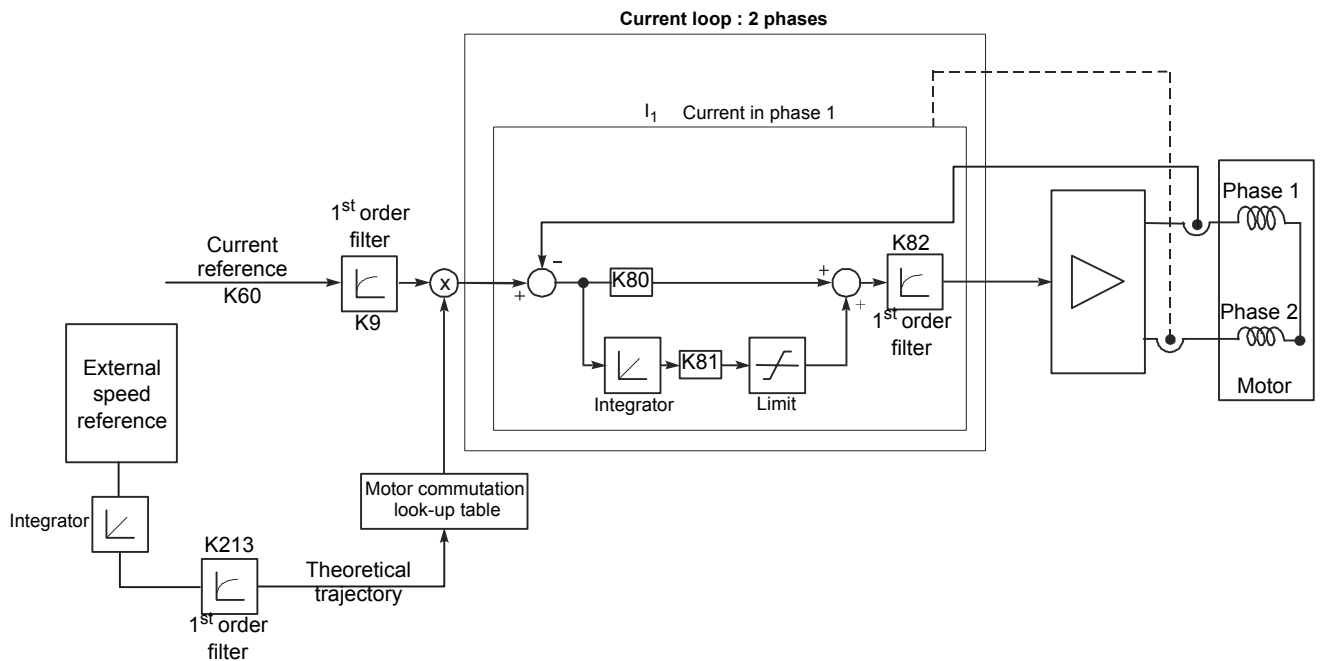 Current loop : 2 phases
I1 Current in phase 1
Phase 1
1st order
filter
K82
Current
reference
K60
x
−
+
K80
+
+
K9
1st order
filter
Phase 2
External
speed
reference
K81
Integrator
Limit
Motor
Motor commutation
look-up table
Integrator
K213
Theoretical
trajectory
1st order
filter